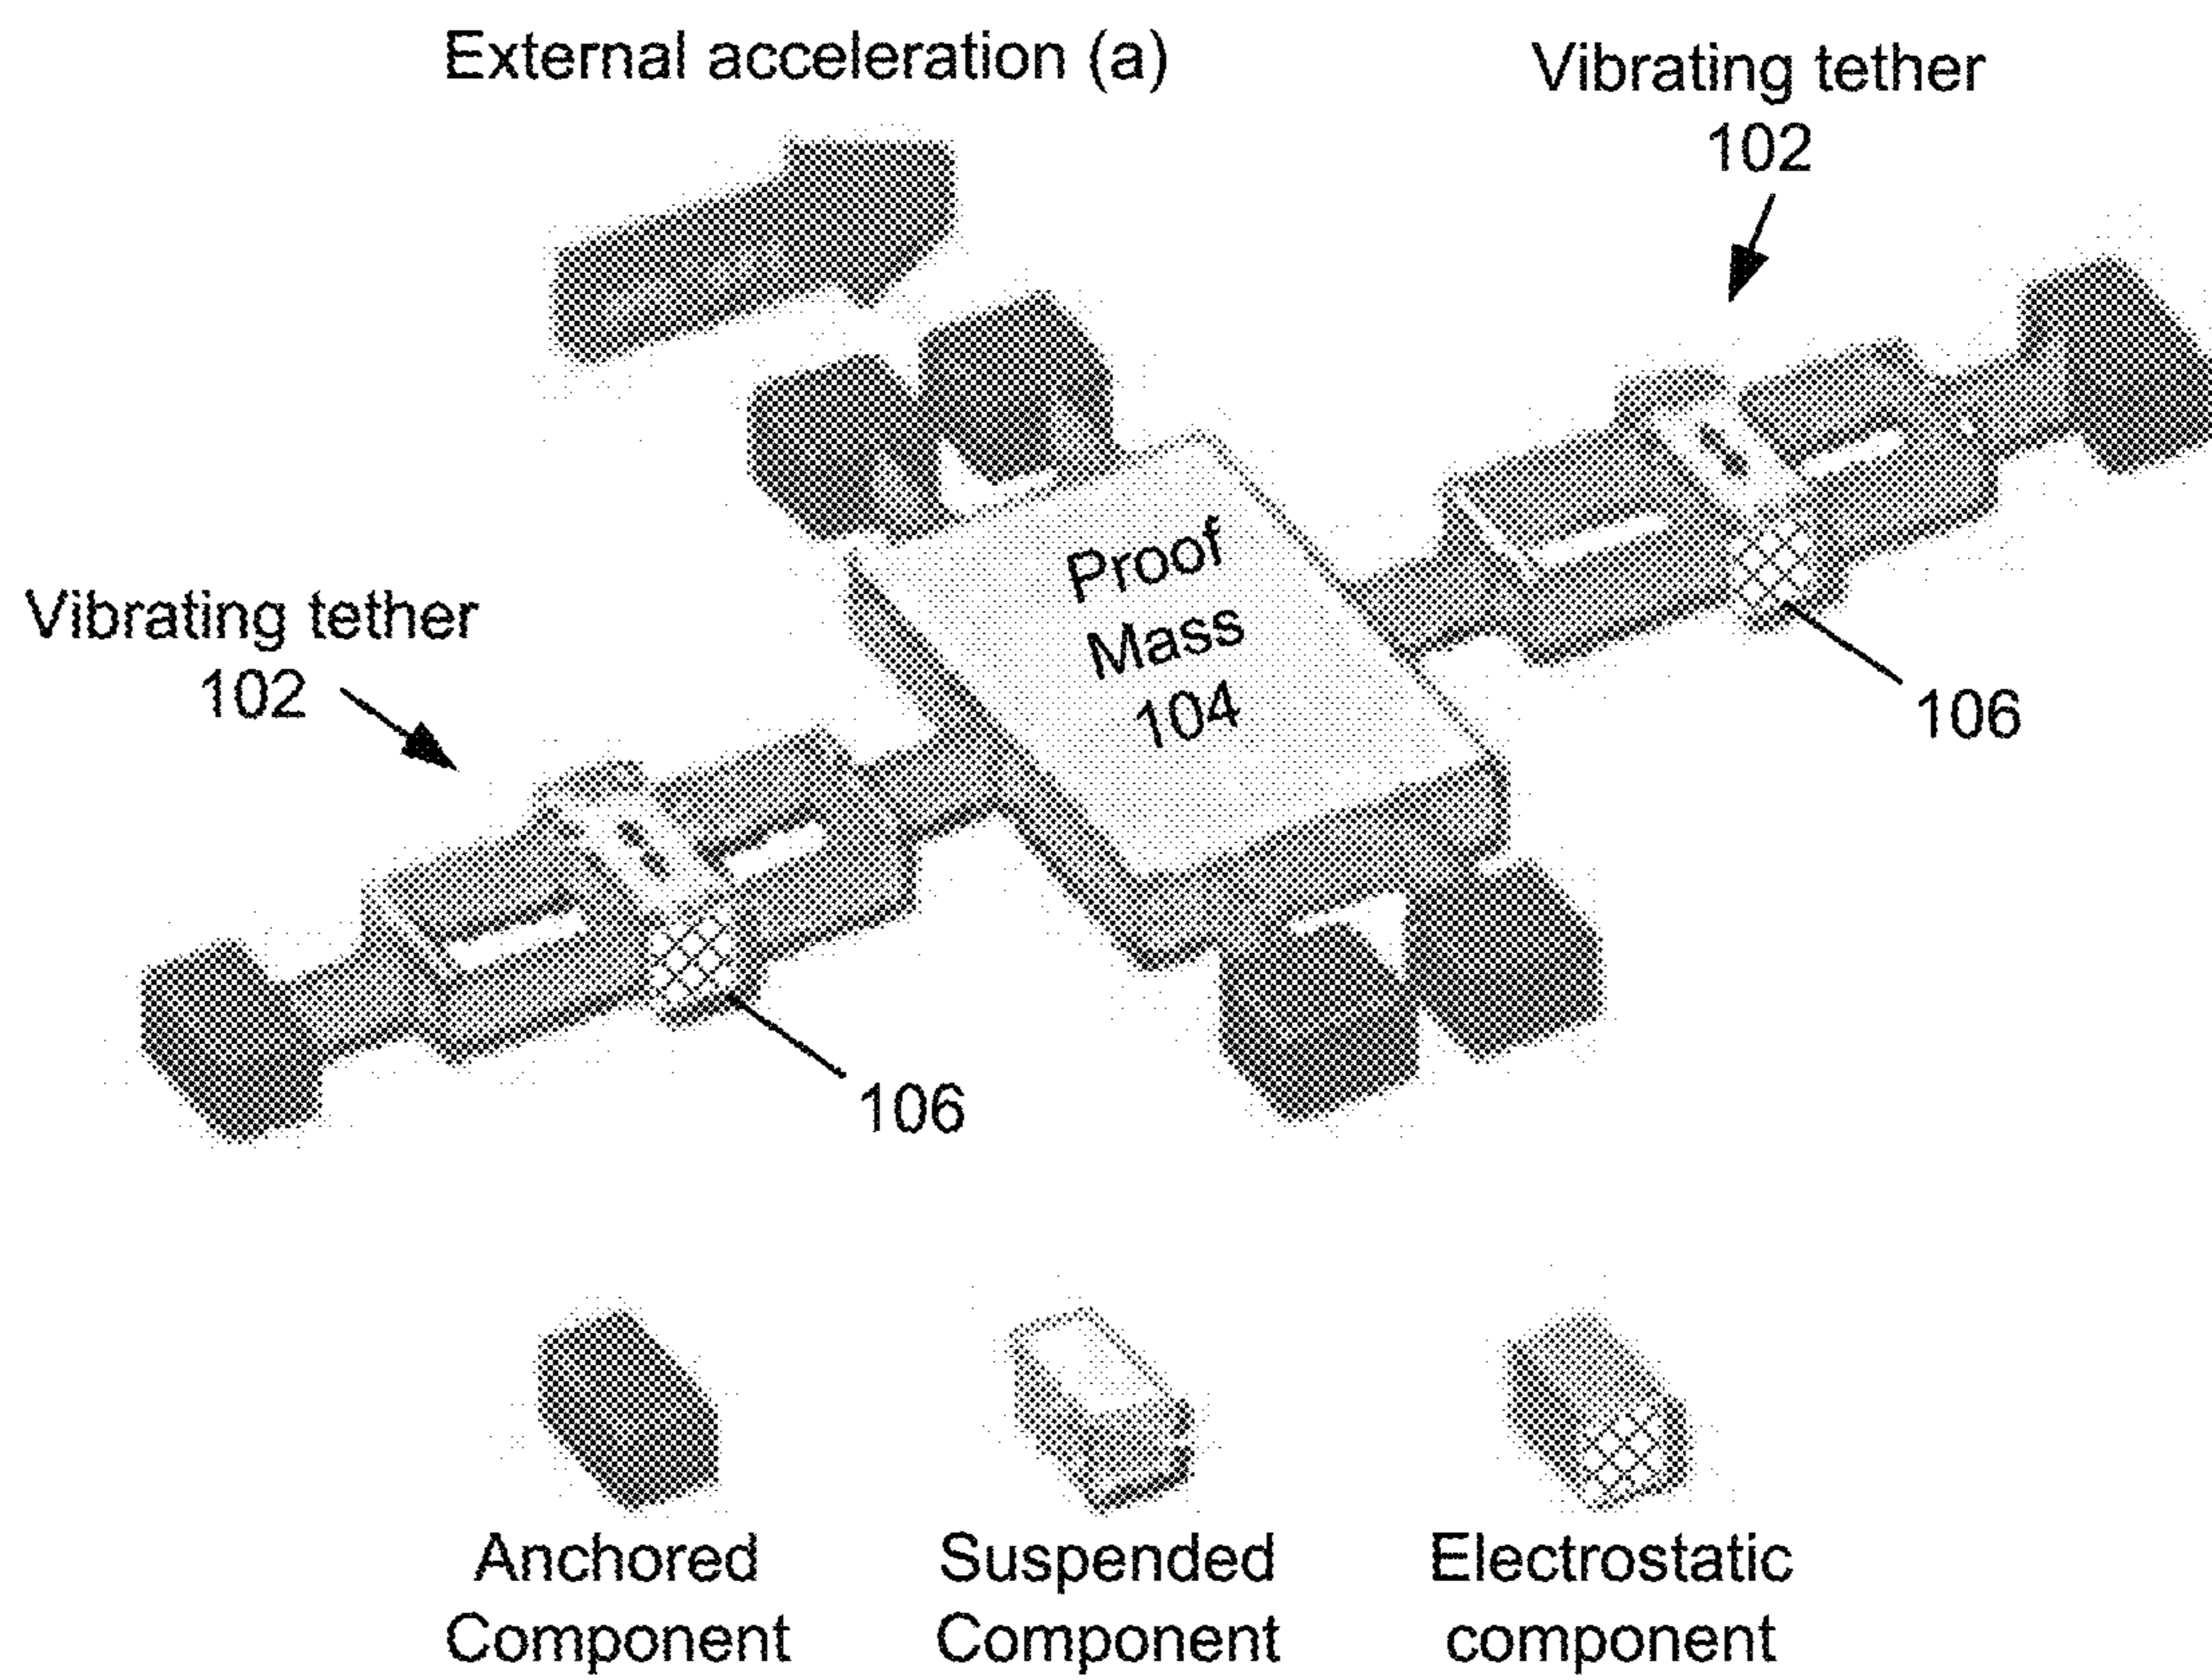 External acceleration (a)
Vibrating tether
102
Proof
Mass
104
Vibrating tether
102
106
106
Anchored
Component
Suspended
Component
Electrostatic
component